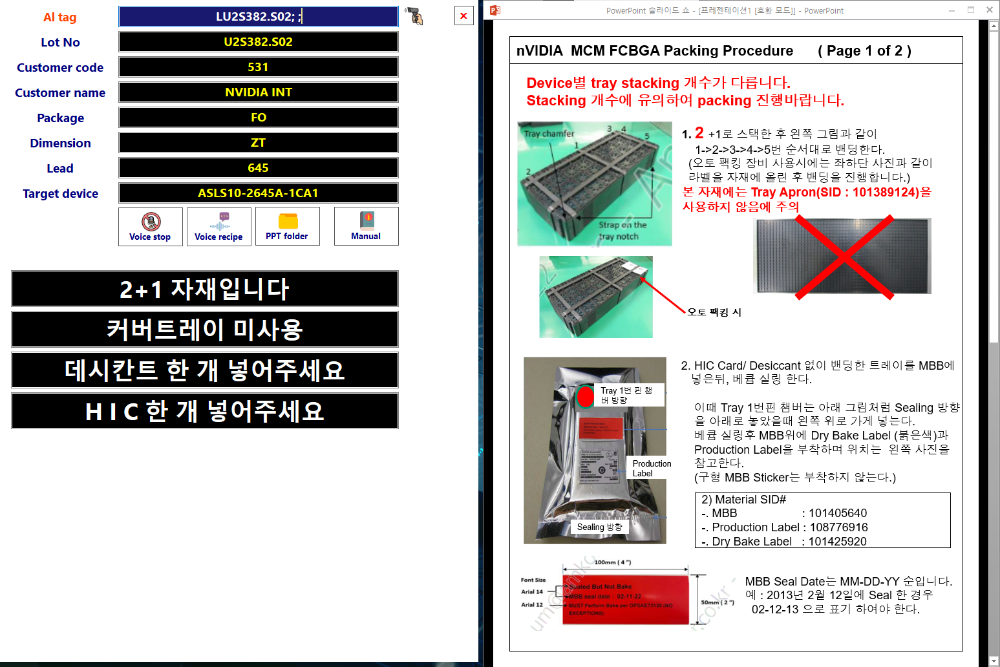 Al tag
LU2S382.S02; ;
Lot No
U2S382.S02
Customer code
531
Customer name
NVIDIA INT
Package
FO
Dimension
ZT
Lead
645
Target device
ASLS10-2645A-1CA1
Voice stop
Voice recipe
PPT folder
Manual
2+1 자재입니다
커버트레이 미사용
데시칸트 한 개 넣어주세요
H I C 한 개 넣어주세요
PowerPoint 슬라이드 쇼 - [프레젠테이션1 [호환 모드]] - PowerPoint
nVIDIA MCM FCBGA Packing Procedure ( Page 1 of 2 )
Device별 tray stacking 개수가 다릅니다.
Stacking 개수에 유의하여 packing 진행바랍니다.
Tray chamfer
1
2
3
4
5
Strap on the
tray notch
1. 2 +1로 스택한 후 왼쪽 그림과 같이
1->2->3->4->5번 순서대로 밴딩한다.
(오토 팩킹 장비 사용시에는 좌하단 사진과 같이
라벨을 자재에 올린 후 밴딩을 진행합니다.)
본 자재에는 Tray Apron(SID : 101389124)을
사용하지 않음에 주의
오토 팩킹 시
2. HIC Card/ Desiccant 없이 밴딩한 트레이를 MBB에
넣은뒤, 베큠 실링 한다.
이때 Tray 1번핀 챔버는 아래 그림처럼 Sealing 방향
을 아래로 놓았을때 왼쪽 위로 가게 넣는다.
베큠 실링후 MBB위에 Dry Bake Label (붉은색)과
Production Label을 부착하며 위치는 왼쪽 사진을
참고한다.
(구형 MBB Sticker는 부착하지 않는다.)
Tray 1번 핀 챔
버 방향
Production
Label
Sealing 방향
2) Material SID#
-. MBB : 101405640
-. Production Label : 108776916
-. Dry Bake Label : 101425920
100mm ( 4 ")
Font Size
Arial 14
Arial 12
Sealed But Not Bake
MBB seal date : 02-11-22
MUST Perform Bake per OPSAE73130 (NO
EXCEPTIONS)
50mm ( 2 ")
MBB Seal Date는 MM-DD-YY 순입니다.
예 : 2013년 2월 12일에 Seal 한 경우
02-12-13 으로 표기 하여야 한다.